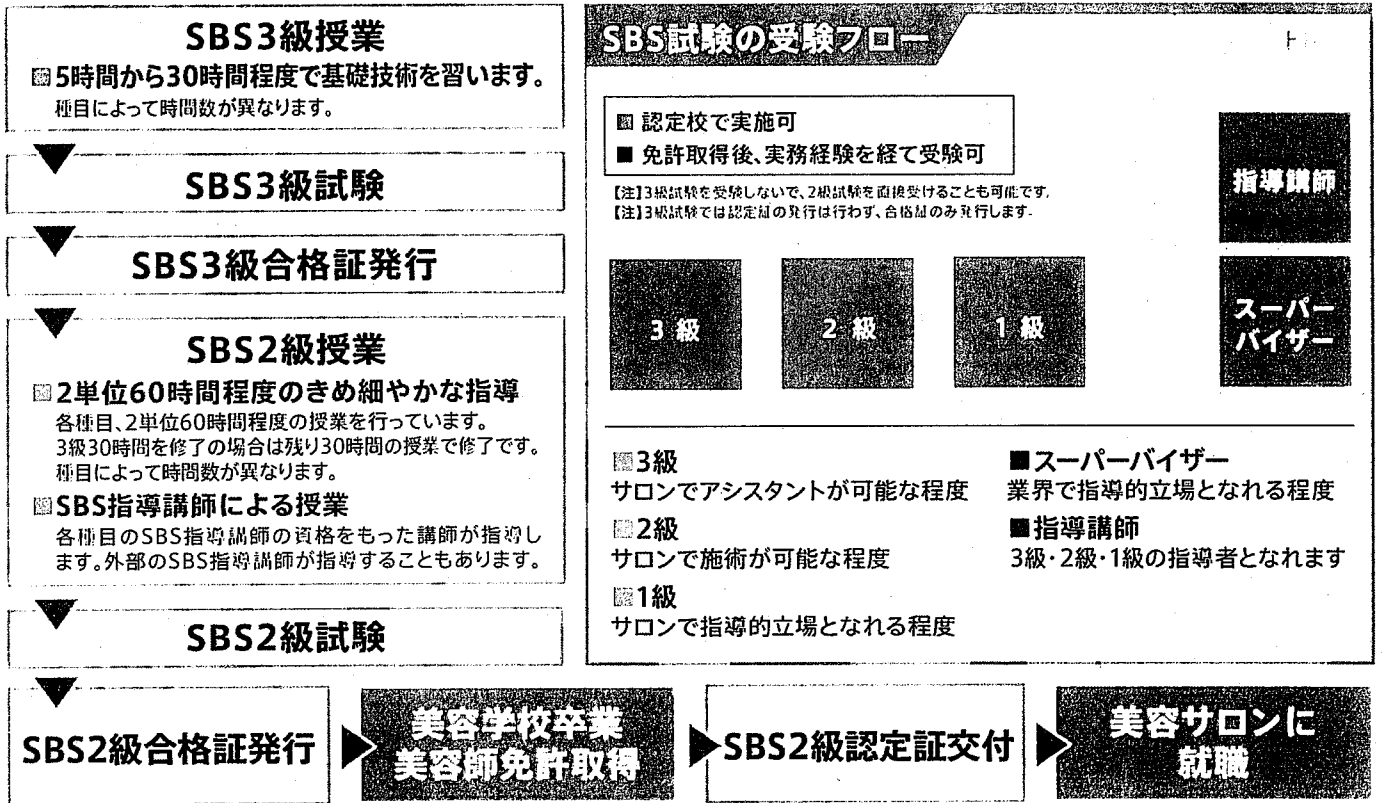 SBS3級授業
5時間から30時間程度で基礎技術を習います。
種目によって時間数が異なります。
SBS3級試験
SBS3級合格証発行
SBS2級授業
2単位60時間程度のきめ細やかな指導
各種目、2単位60時間程度の授業を行っています。
3級30時間を修了の場合は残り30時間の授業で修了です。
種目によって時間数が異なります。
SBS指導講師による授業
各種目のSBS指導講師の資格をもった講師が指導し
ます。外部のSBS指導講師が指導することもあります。
SBS2級試験
SBS2級合格証発行
美容学校卒業
美容師免許取得
SBS2級認定証交付
美容サロンに
就職
SBS試験の受験フロー
認定校で実施可
■ 免許取得後、実務経験を経て受験可
【注】3級試験を受験しないで、2級試験を直接受けることも可能です。
【注】3級試験では認定証の発行は行わず、合格証のみ発行します。
指導講師
3級
2級
1級
スーパー
バイザー
3級
サロンでアシスタントが可能な程度
2級
サロンで施術が可能な程度
1級
サロンで指導的立場となれる程度
■スーパーバイザー
業界で指導的立場となれる程度
■指導講師
3級・2級・1級の指導者となれます